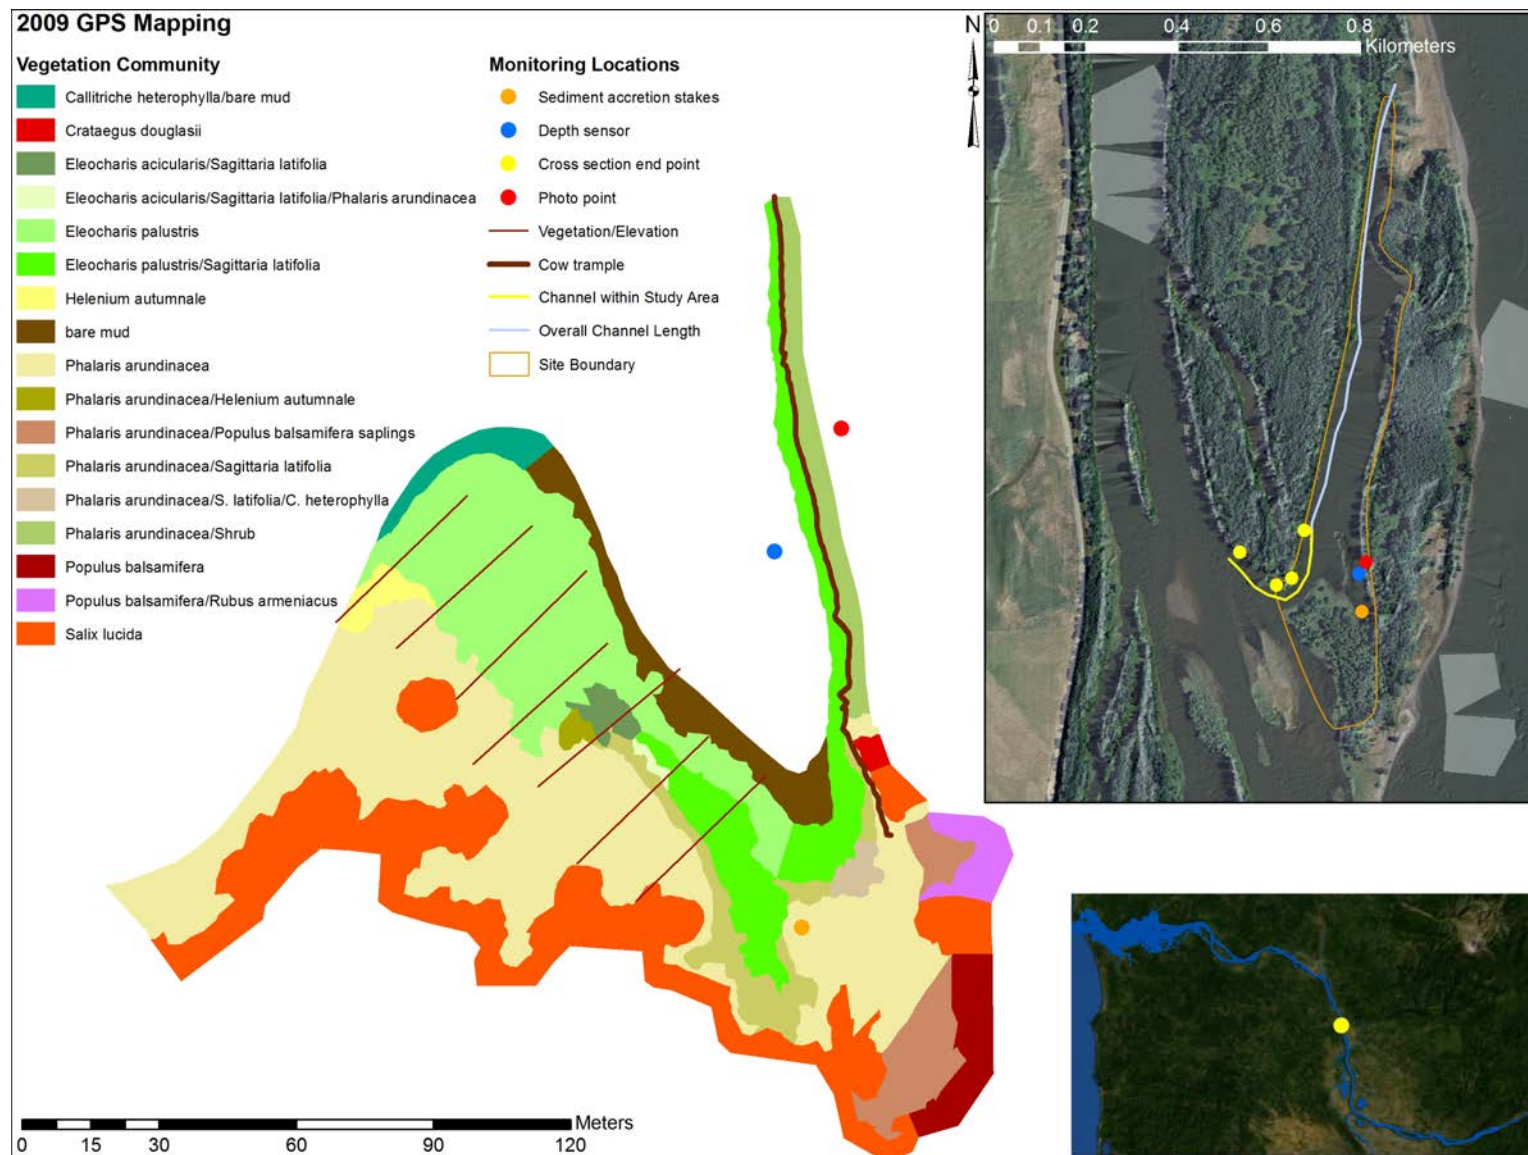 2009 GPS Mapping
Vegetation Community
Callitriche heterophylla/bare mud
Crataegus douglasii
Eleocharis acicularis/Sagittaria latifolia
Eleocharis acicularis/Sagittaria latifolia/Phalaris arundinacea
Eleocharis palustris
Eleocharis palustris/Sagittaria latifolia
Helenium autumnale
bare mud
Phalaris arundinacea
Phalaris arundinacea/Helenium autumnale
Phalaris arundinacea/Populus balsamifera saplings
Phalaris arundinacea/Sagittaria latifolia
Phalaris arundinacea/S. latifolia/C. heterophylla
Phalaris arundinacea/Shrub
Populus balsamifera
Populus balsamifera/Rubus armeniacus
Salix lucida
Monitoring Locations
Sediment accretion stakes
Depth sensor
Cross section end point
Photo point
Vegetation/Elevation
Cow trample
Channel within Study Area
Overall Channel Length
Site Boundary
N
0 0.1 0.2 0.4 0.6 0.8
Kilometers
Meters
0 15 30 60 90 120